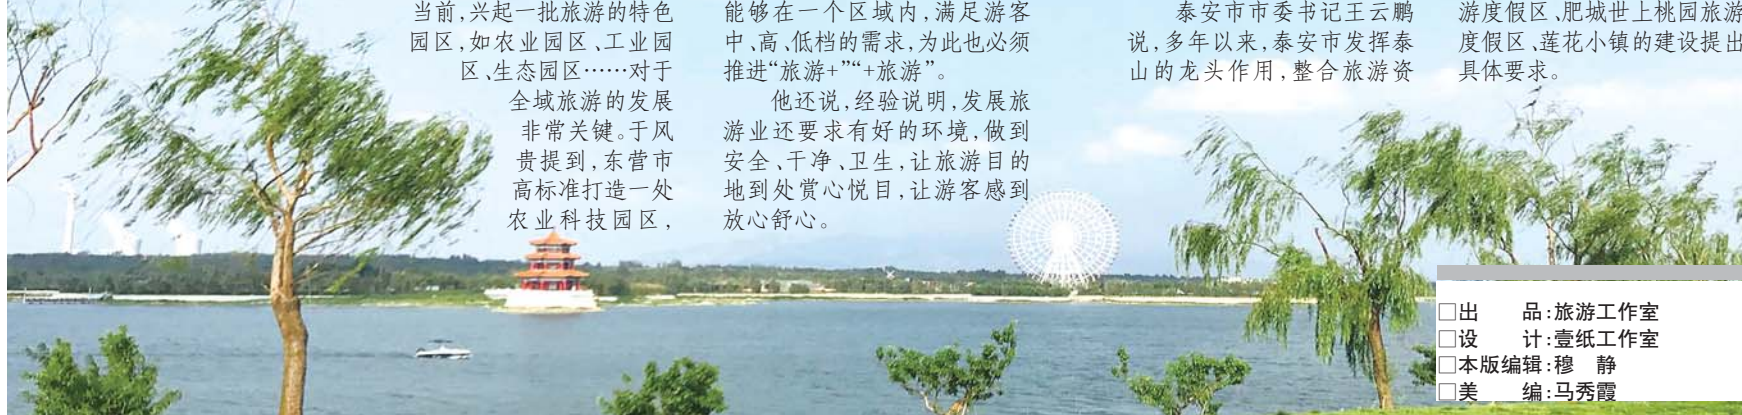 当前,兴起一批旅游的特色
园区,如农业园区、工业园
区、生态园区……对于
全域旅游的发展
非常关键。于风
贵提到,东营市
高标准打造一处
农业科技园区,
能够在一个区域内,满足游客
中、高、低档的需求,为此也必须
推进“旅游+”“+旅游”。
他还说,经验说明,发展旅
游业还要求有好的环境,做到
安全、干净、卫生,让旅游目的
地到处赏心悦目,让游客感到
放心舒心。
泰安市市委书记王云鹏
说,多年以来,泰安市发挥泰
山的龙头作用,整合旅游资
游度假区、肥城世上桃园旅游
度假区、莲花小镇的建设提出
具体要求。
□出 品:旅游工作室
□设 计:壹纸工作室
□本版编辑:穆 静
□美 编:马秀霞